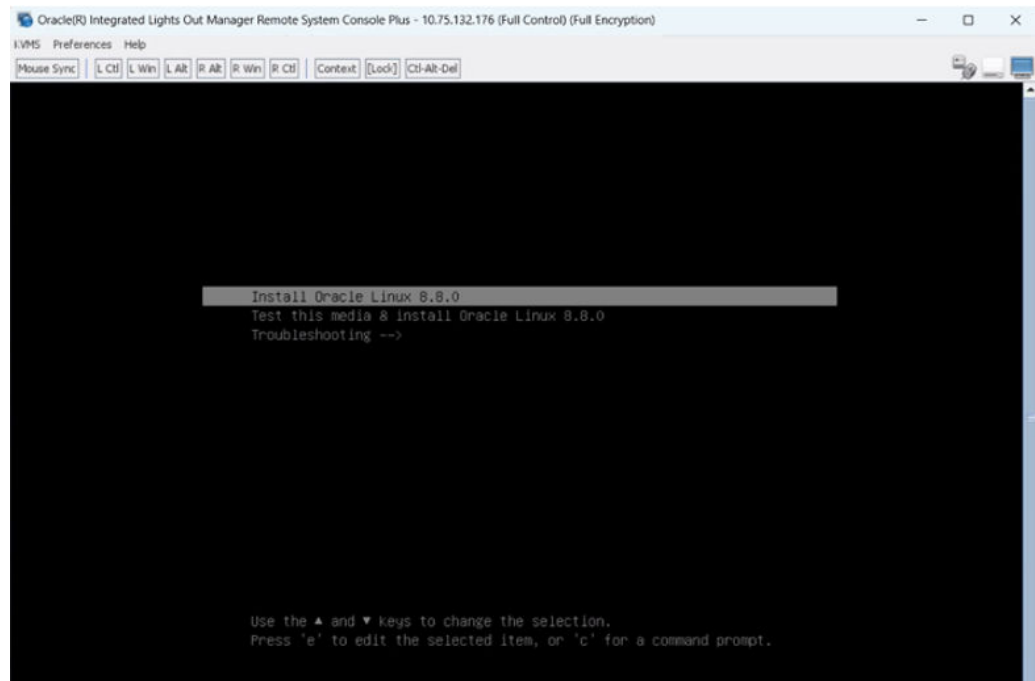 Oracle(R) Integrated Lights Out Manager Remote System Console Plus - 10.75.132.176 (Full Control) (Full Encryption)
KVMS Preferences Help
Mouse Sync L Ctl L Win L Alt R Alt R Win R Ctl Context [Lock] Ctl-Alt-Del
Install Oracle Linux 8.8.0
Test this media & install Oracle Linux 8.8.0
Troubleshooting -->
Use the ▲ and ▼ keys to change the selection.
Press 'e' to edit the selected item, or 'c' for a command prompt.